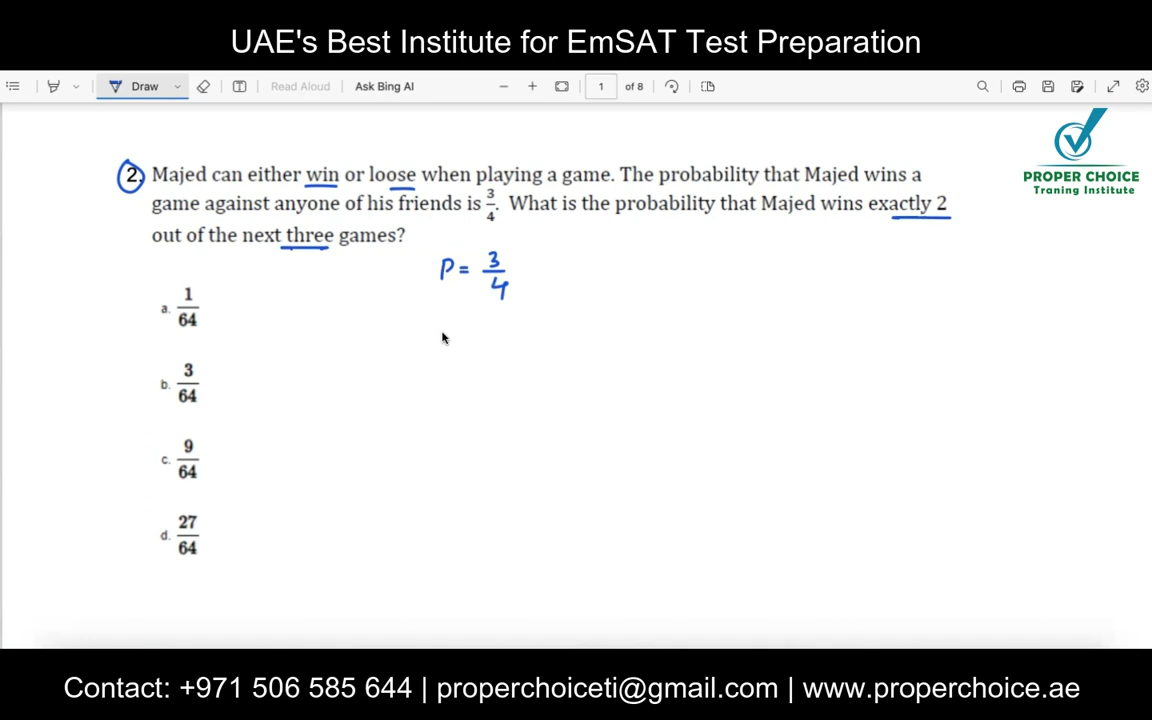 UAE's Best Institute for EmSAT Test Preparation
Draw
Read Aloud
Ask Bing AI
1
of 8
PROPER CHOICE
Traning Institute
2. Majed can either win or loose when playing a game. The probability that Majed wins a
game against anyone of his friends is 3/4. What is the probability that Majed wins exactly 2
out of the next three games?
P = 3/4
a. 1/64
b. 3/64
c. 9/64
d. 27/64
Contact: +971 506 585 644 | properchoiceti@gmail.com | www.properchoice.ae